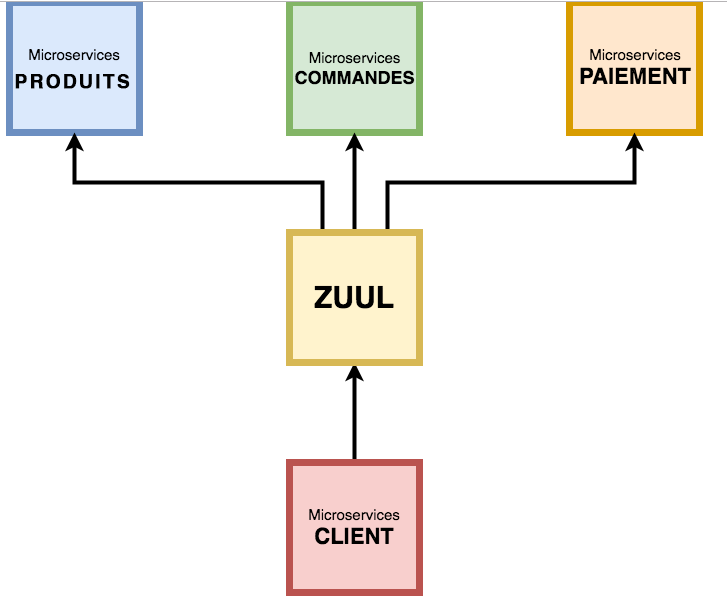 Microservices
PRODUITS
Microservices
COMMANDES
Microservices
PAIEMENT
ZUUL
Microservices
CLIENT